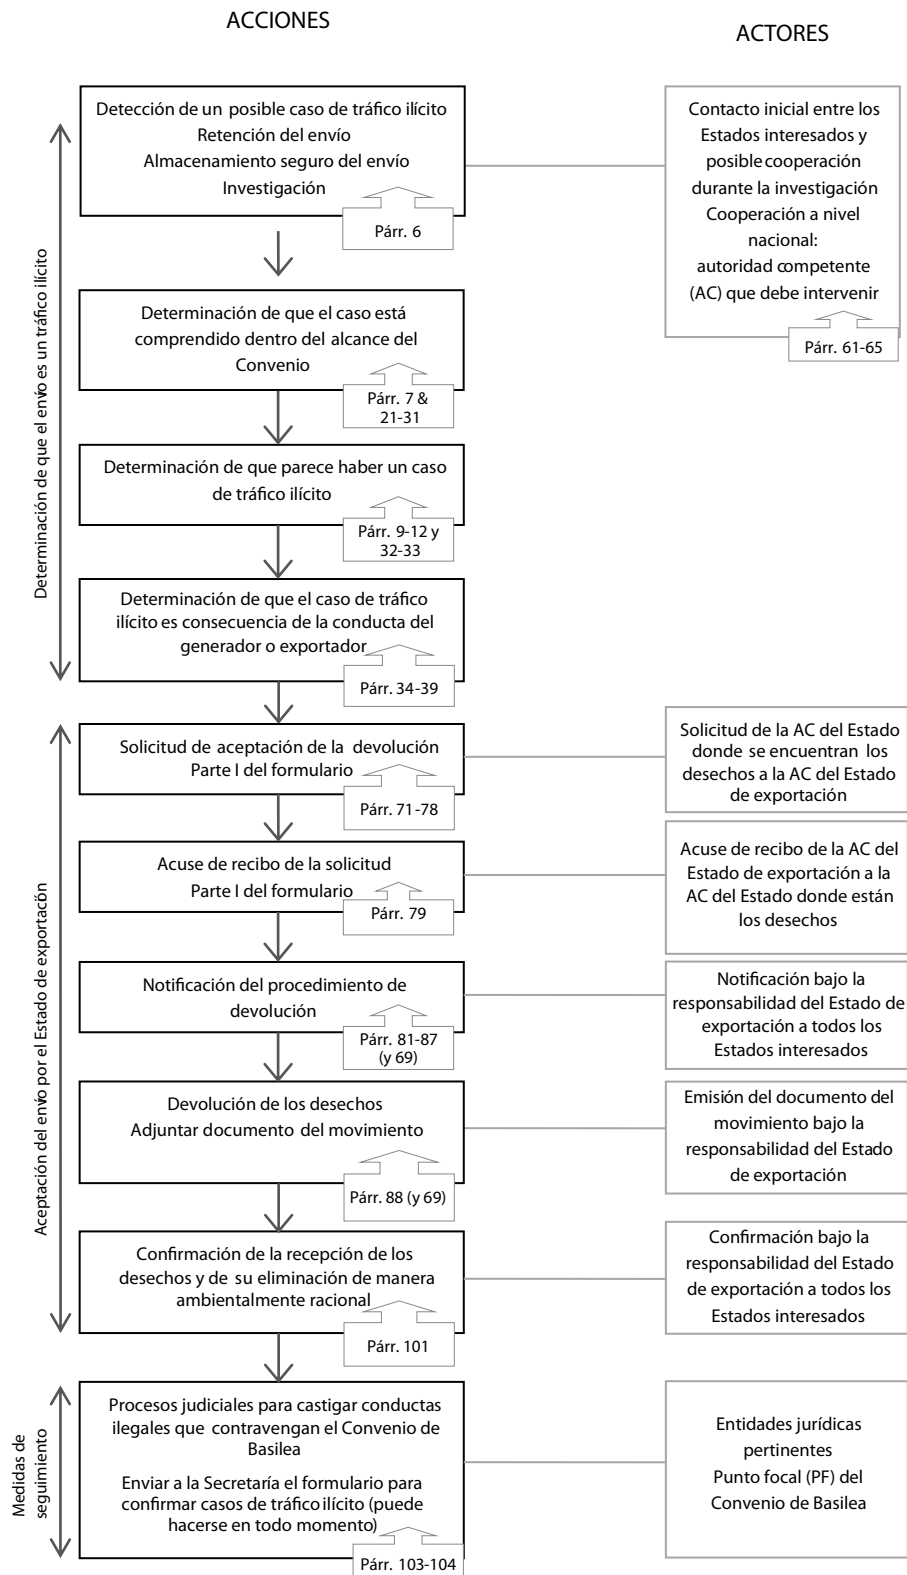 ACCIONES
ACTORES
Determinación de que el envío es un tráfico ilícito
Detección de un posible caso de tráfico ilícito
Retención del envío
Almacenamiento seguro del envío
Investigación
Párr. 6
Contacto inicial entre los
Estados interesados y
posible cooperación
durante la investigación
Cooperación a nivel
nacional:
autoridad competente
(AC) que debe intervenir
Párr. 61-65
Determinación de que el caso está
comprendido dentro del alcance del
Convenio
Párr. 7 &
21-31
Determinación de que parece haber un caso
de tráfico ilícito
Párr. 9-12 y
32-33
Determinación de que el caso de tráfico
ilícito es consecuencia de la conducta del
generador o exportador
Párr. 34-39
Aceptación del envío por el Estado de exportación
Solicitud de aceptación de la devolución
Parte I del formulario
Párr. 71-78
Solicitud de la AC del Estado
donde se encuentran los
desechos a la AC del Estado
de exportación
Acuse de recibo de la solicitud
Parte I del formulario
Párr. 79
Acuse de recibo de la AC del
Estado de exportación a la
AC del Estado donde están
los desechos
Notificación del procedimiento de
devolución
Párr. 81-87
(y 69)
Notificación bajo la
responsabilidad del Estado de
exportación a todos los
Estados interesados
Devolución de los desechos
Adjuntar documento del movimiento
Párr. 88 (y 69)
Emisión del documento del
movimiento bajo la
responsabilidad del Estado
de exportación
Confirmación de la recepción de los
desechos y de su eliminación de manera
ambientalmente racional
Párr. 101
Confirmación bajo la
responsabilidad del Estado
de exportación a todos los
Estados interesados
Medidas de
seguimiento
Procesos judiciales para castigar conductas
ilegales que contravengan el Convenio de
Basilea
Enviar a la Secretaría el formulario para
confirmar casos de tráfico ilícito (puede
hacerse en todo momento)
Párr. 103-104
Entidades jurídicas
pertinentes
Punto focal (PF) del
Convenio de Basilea